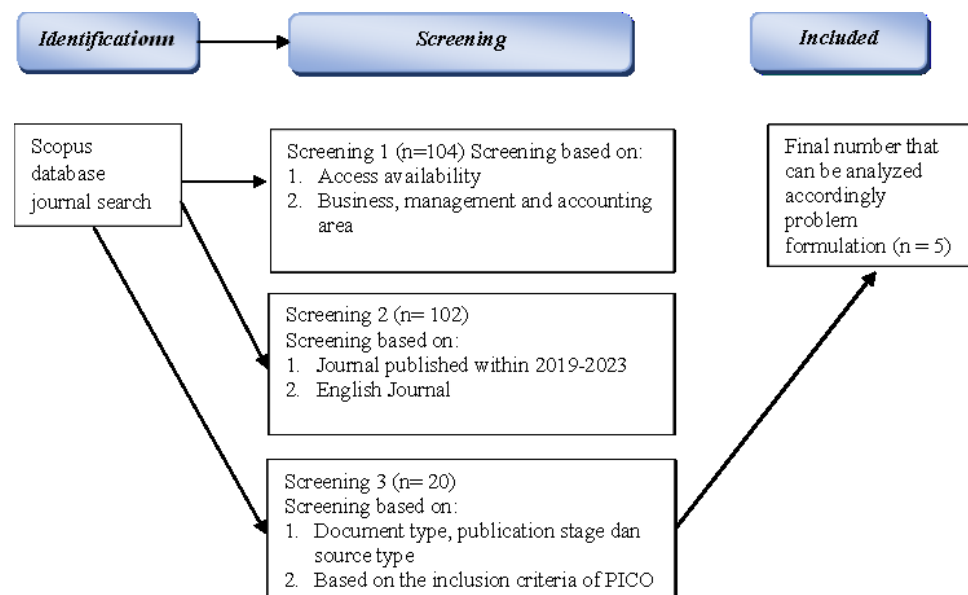 Identificationn
Screening
Included
Scopus
database
journal search
Screening 1 (n=104) Screening based on:
1. Access availability
2. Business, management and accounting
area
Screening 2 (n= 102)
Screening based on:
1. Journal published within 2019-2023
2. English Journal
Screening 3 (n= 20)
Screening based on:
1. Document type, publication stage dan
source type
2. Based on the inclusion criteria of PICO
Final number that
can be analyzed
accordingly
problem
formulation (n = 5)